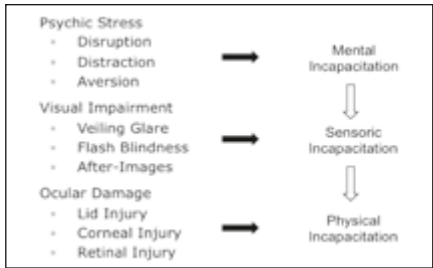 Psychic Stress
- Disruption
- Distraction
- Aversion
Mental
Incapacitation
Visual Impairment
- Veiling Glare
- Flash Blindness
- After-Images
Sensoric
Incapacitation
Ocular Damage
- Lid Injury
- Corneal Injury
- Retinal Injury
Physical
Incapacitation